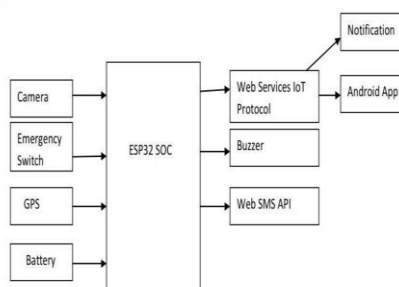 Notification
Camera
Web Services IoT
Protocol
Android App
Emergency
Switch
ESP32 SOC
Buzzer
GPS
Web SMS API
Battery